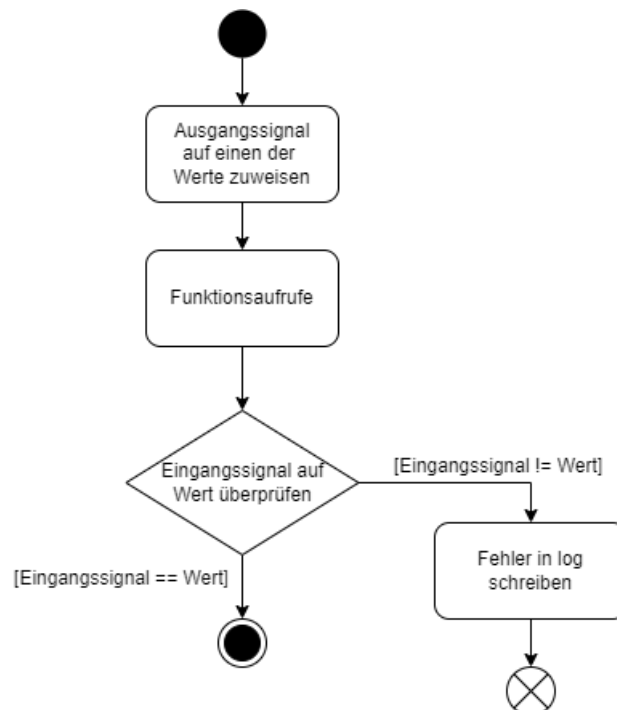 Ausgangssignal
auf einen der
Werte zuweisen
Funktionsaufrufe
Eingangssignal auf
Wert überprüfen
[Eingangssignal != Wert]
Fehler in log
schreiben
[Eingangssignal == Wert]